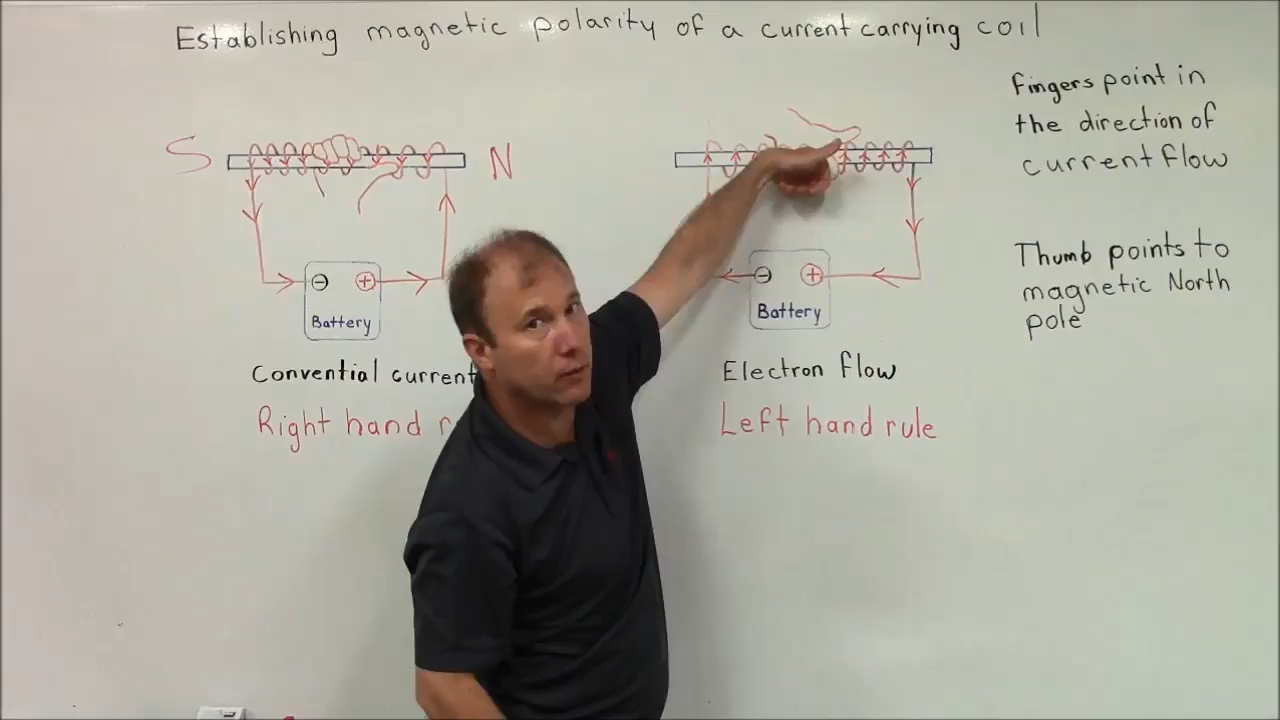 Establishing magnetic polarity of a current carrying coil
fingers point in
the direction of
current flow
S
N
⊖ ⊕
Battery
⊖ ⊕
Battery
Thumb points to
magnetic North
pole
Convential current
Right hand
Electron flow
Left hand rule